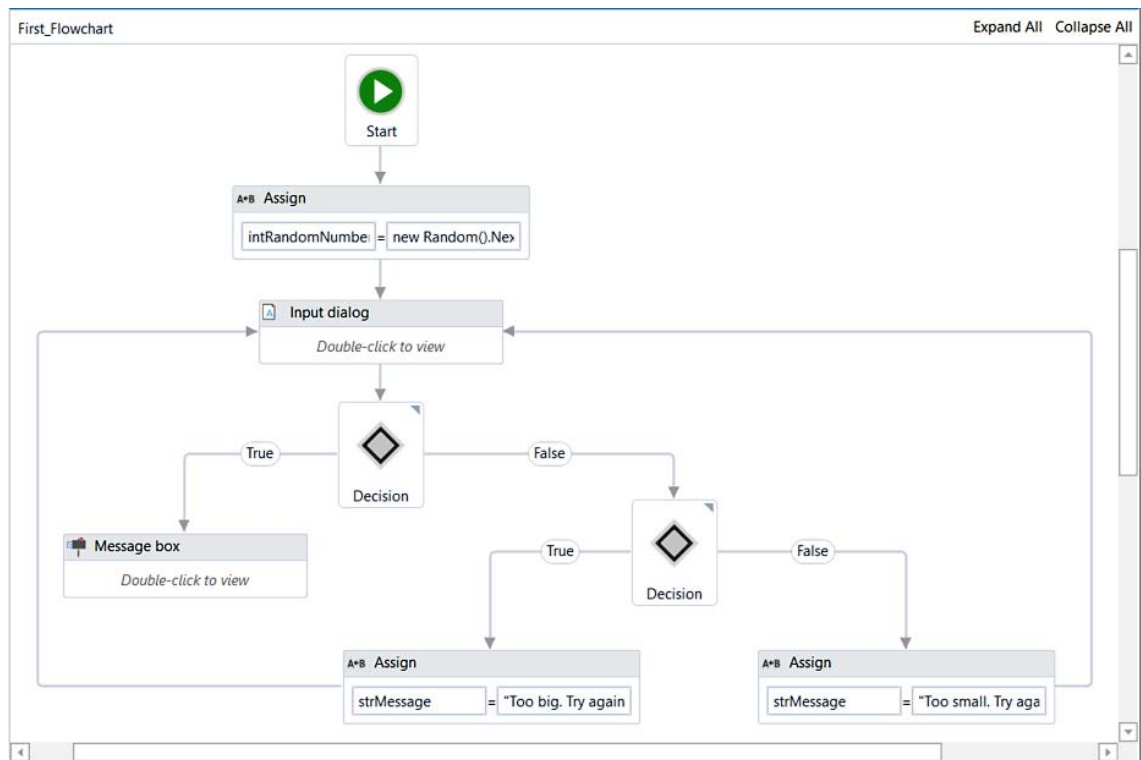 First_Flowchart
Expand All Collapse All
Start
A+B Assign
intRandomNumbe = new Random().Nex
Input dialog
Double-click to view
Decision
True
False
Message box
Double-click to view
Decision
True
False
A+B Assign
strMessage = "Too big. Try again
A+B Assign
strMessage = "Too small. Try aga